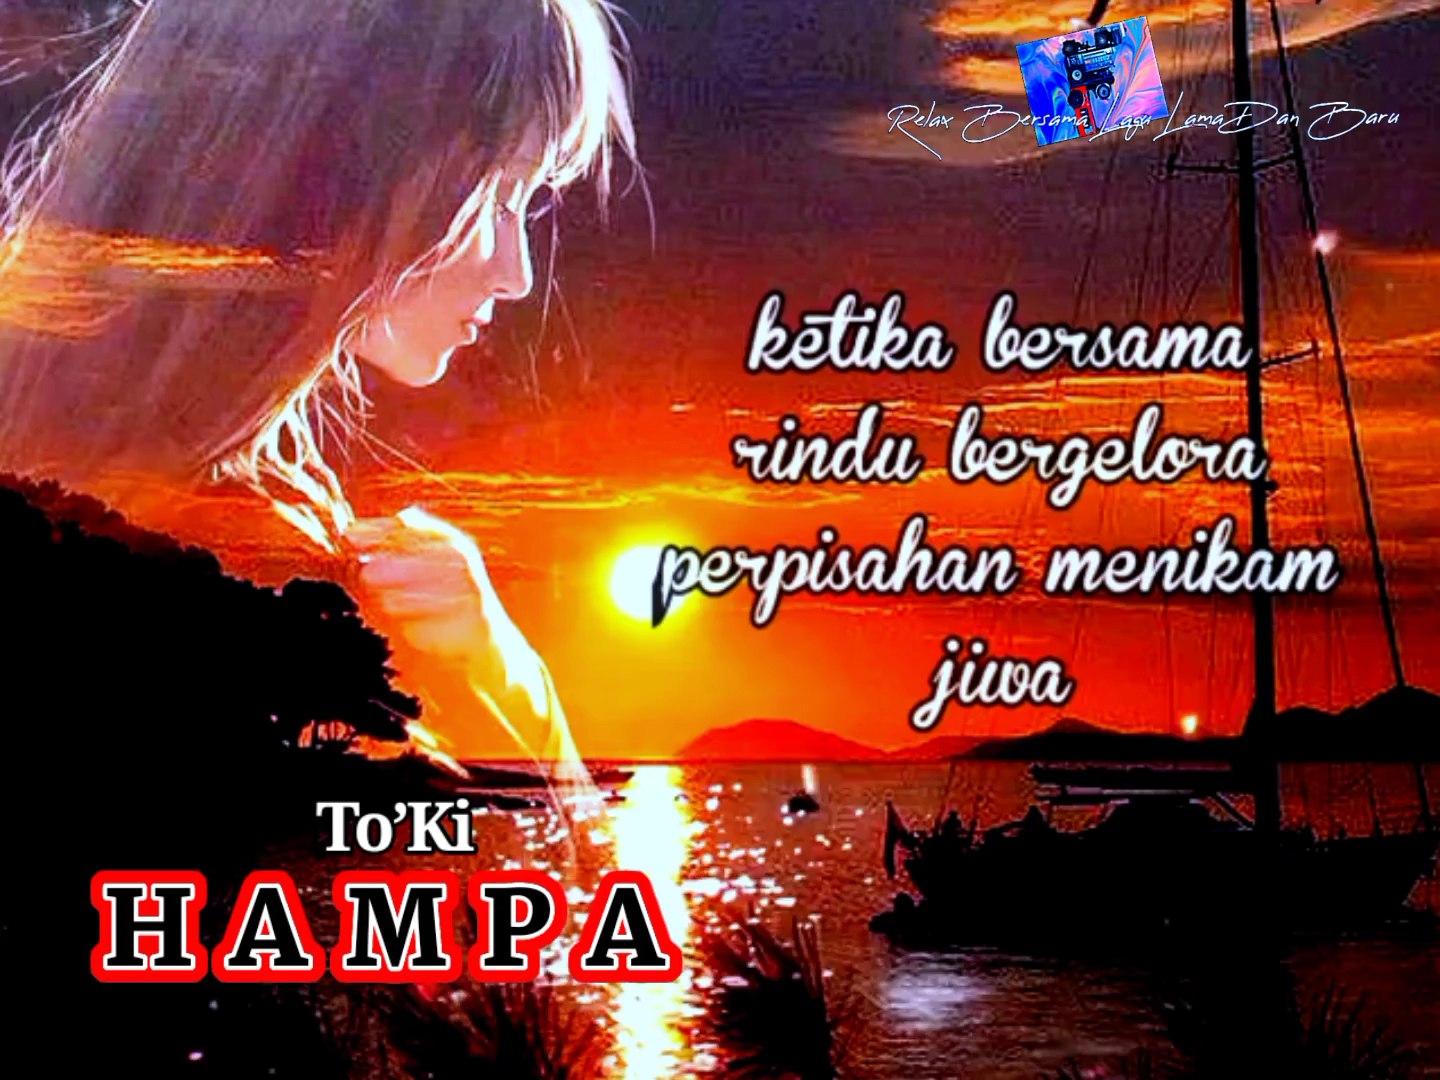 Relax Bersama Lagu Lama Dan Baru
ketika bersama
rindu bergelora
perpisahan menikam
jiwa
To'Ki
HAMPA